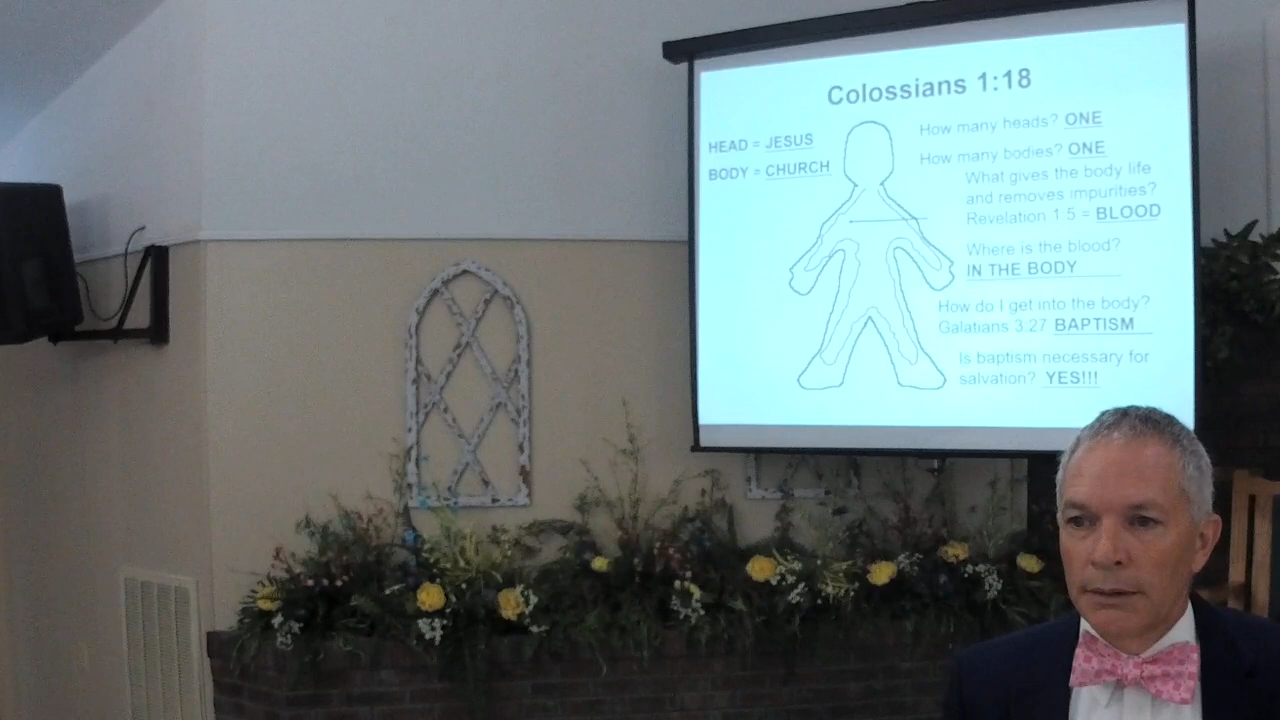 Colossians 1:18
HEAD = JESUS
BODY = CHURCH
How many heads? ONE
How many bodies? ONE
What gives the body life
and removes impurities?
Revelation 1:5 = BLOOD
Where is the blood?
IN THE BODY
How do I get into the body?
Galatians 3:27 BAPTISM
Is baptism necessary for
salvation? YES!!!